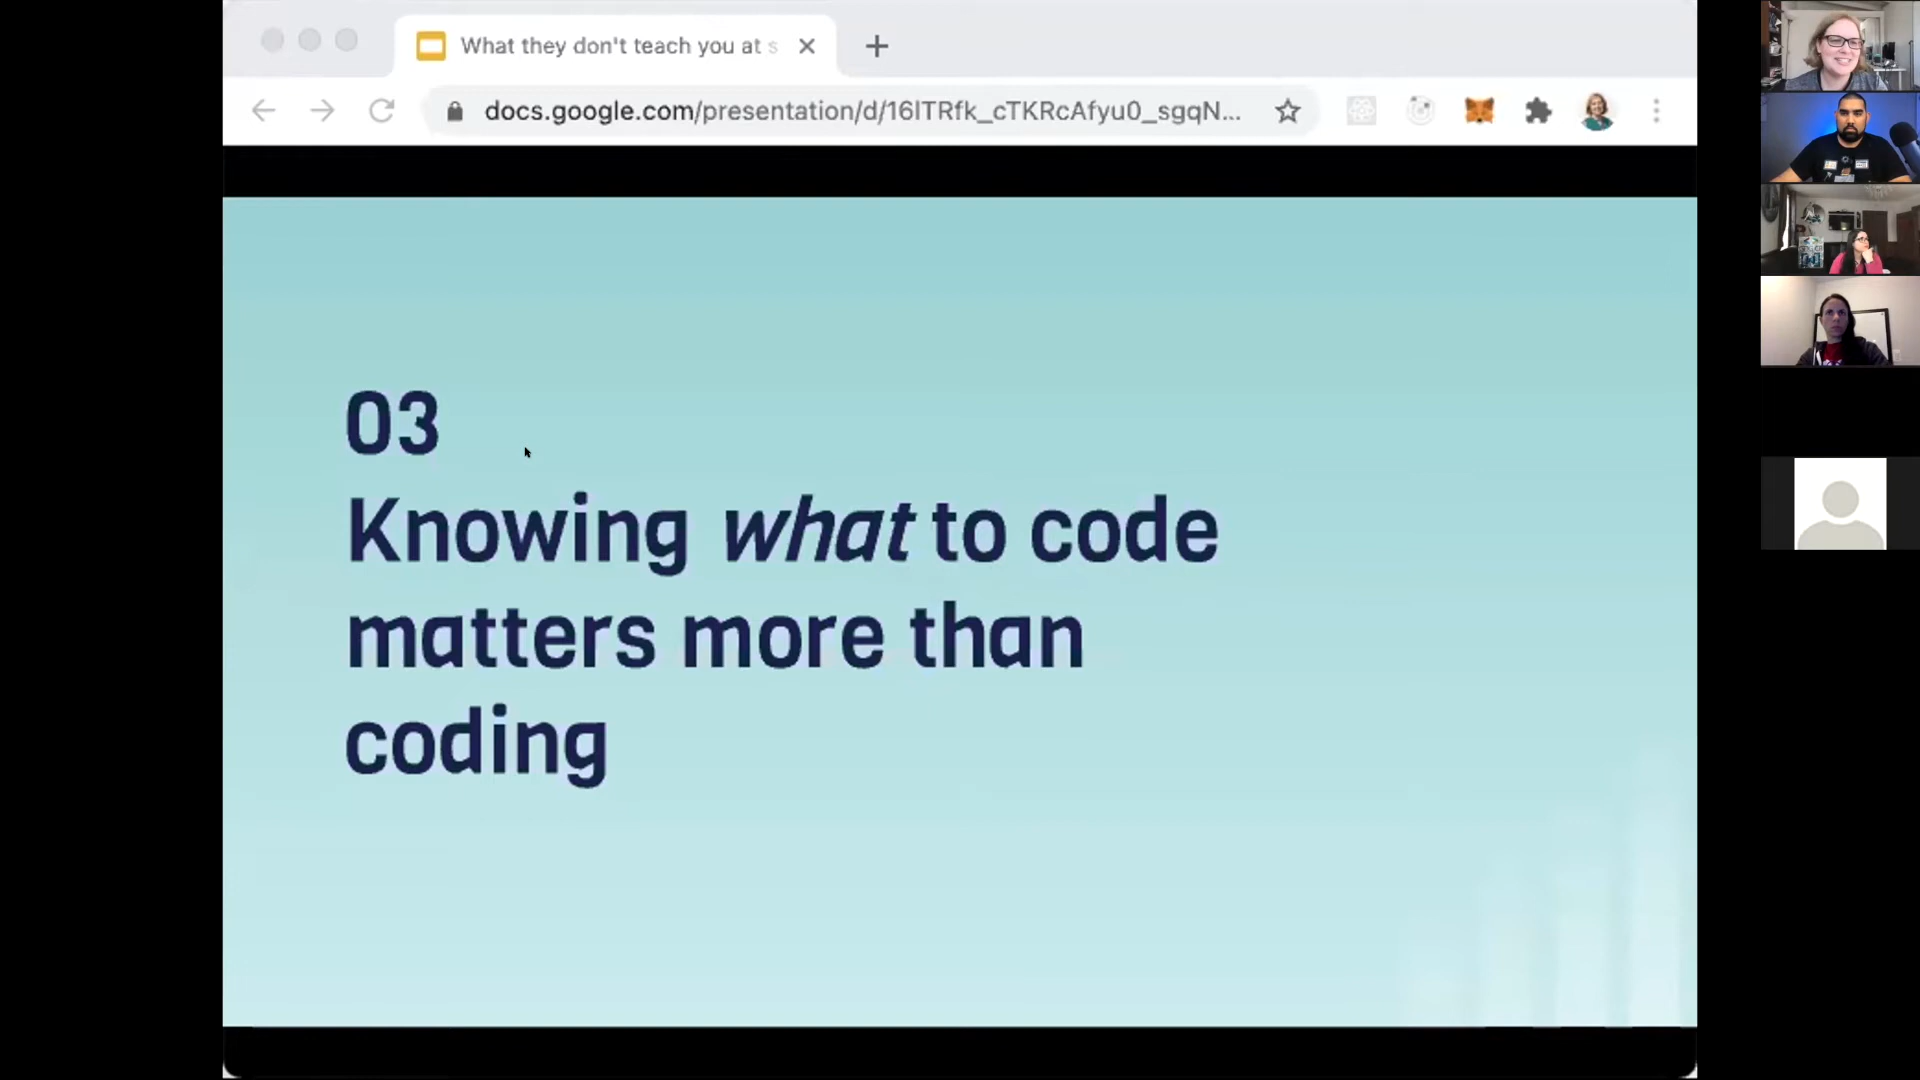 What they don't teach you at s
docs.google.com/presentation/d/16lTRfk_cTKRcAfyu0_sgqN...
03
Knowing what to code
matters more than
coding